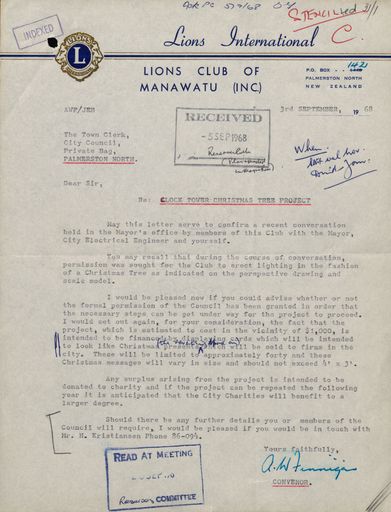 STENCILLED 31/1
C.
INDEXED
Lions International
LIONS CLUB OF
MANAWATU (INC)
P.O. BOX 142
PALMERSTON NORTH
NEW ZEALAND
AWF/JEH
3rd SEPTEMBER, 1968
RECEIVED
- 5 SEP 1968
The Town Clerk,
City Council,
Private Bag,
PALMERSTON NORTH.
When
Dear Sir,
Re: CLOCK TOWER CHRISTMAS TREE PROJECT
May this letter serve to confirm a recent conversation
held in the Mayor's office by members of this Club with the Mayor,
City Electrical Engineer and yourself.
You may recall that during the course of conversation,
permission was sought for the Club to erect lighting in the fashion
of a Christmas Tree as indicated on the perspective drawing and
scale model.
I would be pleased now if you could advise whether or not
the formal permission of the Council has been granted in order that
the necessary steps can be got under way for the project to proceed.
I would set out again, for your consideration, the fact that the
project, which is estimated to cost in the vicinity of $1,000, is
intended to be financed by displaying cards which will be intended
to look like Christmas presents and will be sold to firms in the
city. These will be limited to approximately forty and these
Christmas messages will vary in size and should not exceed 4' x 3'.
Any surplus arising from the project is intended to be
donated to charity and if the project can be repeated the following
year it is anticipated that the City Charities will benefit to a
larger degree.
Should there be any further details you or members of the
Council will require, I would be pleased if you would be in touch with
Mr. N. Kristiansen Phone 86-094.
Yours faithfully,
A.W. Finnigan
CONVENOR.
READ AT MEETING
COMMITTEE